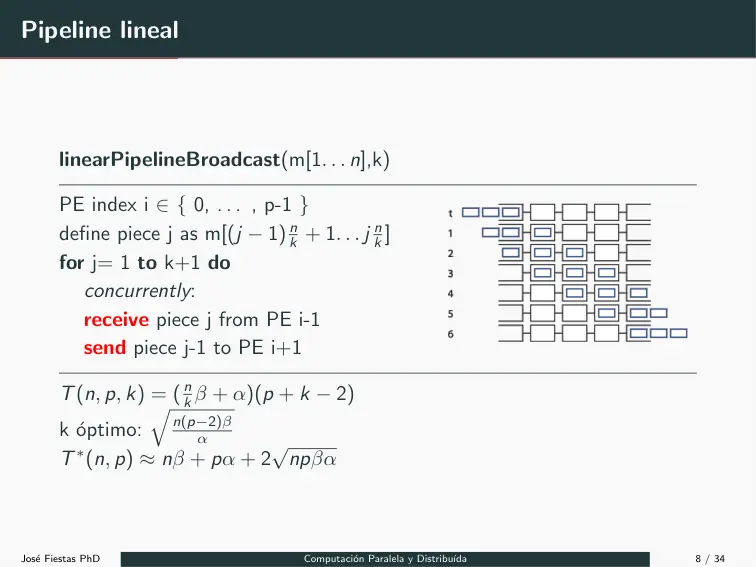 Pipeline lineal
linearPipelineBroadcast(m[1. . . n],k)
PE index i ∈ { 0, . . . , p-1 }
define piece j as m[(j − 1) n/k + 1. . . j n/k]
for j= 1 to k+1 do
concurrently:
receive piece j from PE i-1
send piece j-1 to PE i+1
t
1
2
3
4
5
6
T(n, p, k) = (n/k β + α)(p + k − 2)
k óptimo: √(n(p−2)β/α)
T*(n, p) ≈ nβ + pα + 2√npβα
José Fiestas PhD
Computación Paralela y Distribuída
8 / 34